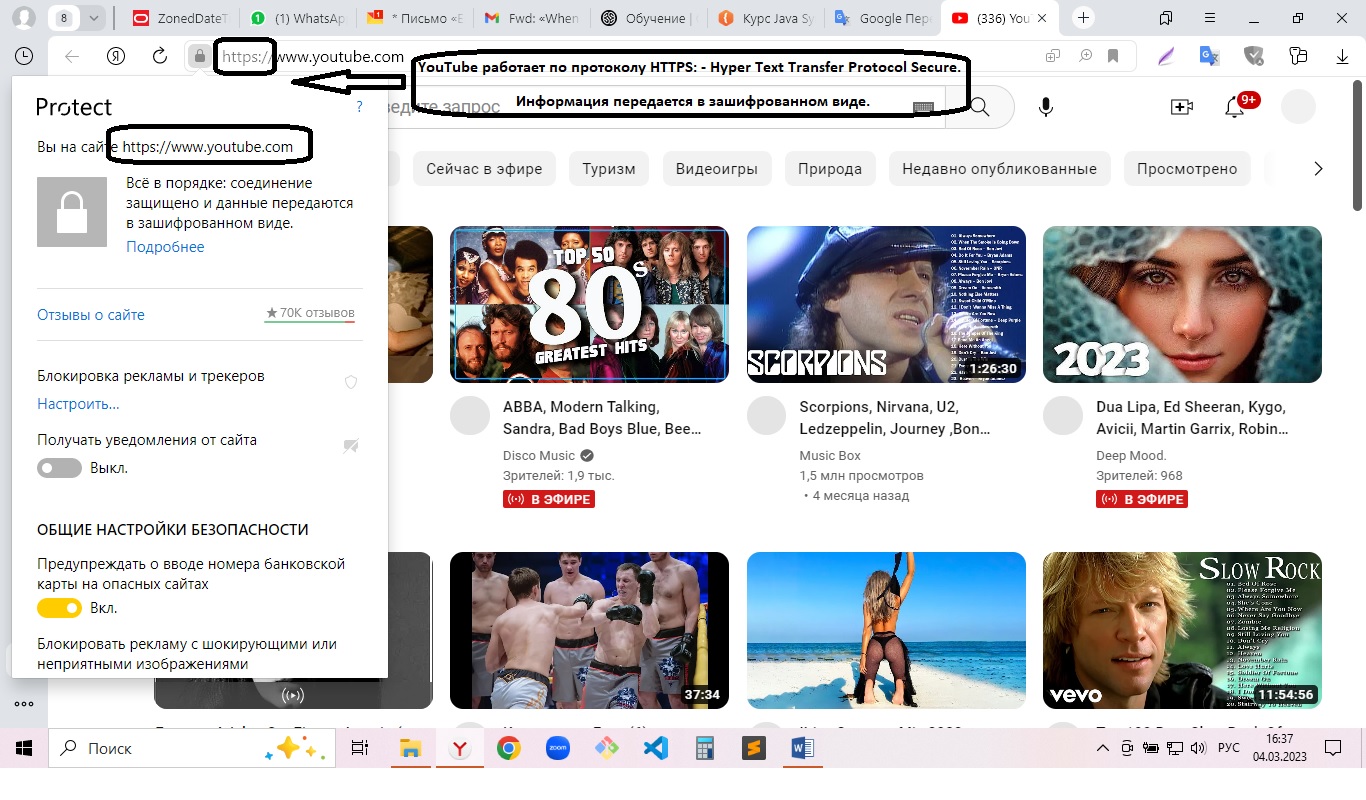 8
ZonedDateT
(1) WhatsAp
* Письмо «Е
Fwd: «When
Обучение |
Курс Java Sy
Google Пере
(336) You
https://www.youtube.com
YouTube работает по протоколу HTTPS: - Hyper Text Transfer Protocol Secure.
Информация передается в зашифрованном виде.
ведите запрос
9+
Protect
?
Вы на сайте https://www.youtube.com
Всё в порядке: соединение
защищено и данные передаются
в зашифрованном виде.
Подробнее
Отзывы о сайте
★ 70K отзывов
Блокировка рекламы и трекеров
Настроить...
Получать уведомления от сайта
Выкл.
ОБЩИЕ НАСТРОЙКИ БЕЗОПАСНОСТИ
Предупреждать о вводе номера банковской
карты на опасных сайтах
Вкл.
Блокировать рекламу с шокирующими или
неприятными изображениями
Сейчас в эфире
Туризм
Видеоигры
Природа
Недавно опубликованные
Просмотрено
TOP 50
80s
GREATEST HITS
SCORPIONS
1:26:30
2023
ABBA, Modern Talking,
Sandra, Bad Boys Blue, Bee...
Disco Music
Зрителей: 1,9 тыс.
В ЭФИРЕ
Scorpions, Nirvana, U2,
Ledzeppelin, Journey ,Bon...
Music Box
1,5 млн просмотров
• 4 месяца назад
Dua Lipa, Ed Sheeran, Kygo,
Avicii, Martin Garrix, Robin...
Deep Mood.
Зрителей: 968
В ЭФИРЕ
37:34
SLOW ROCK
vevo
11:54:56
Поиск
zoom
РУС
16:37
04.03.2023